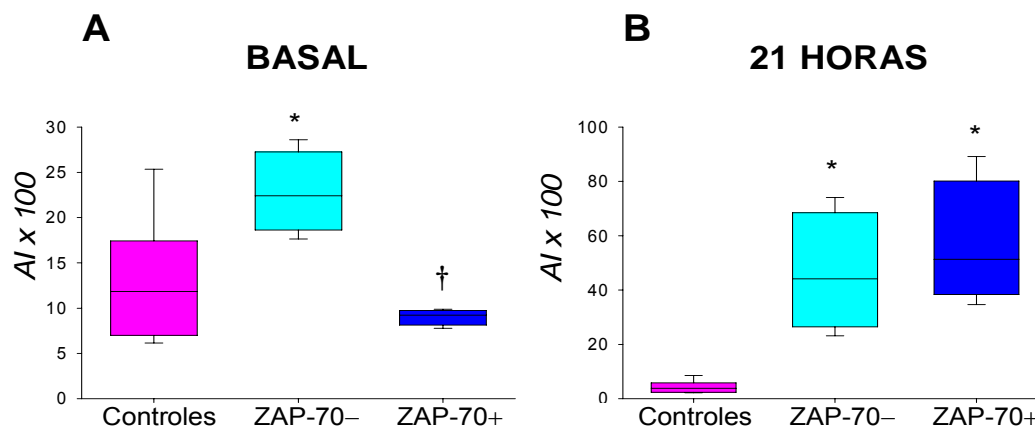 A
BASAL
AI x 100
30
25
20
15
10
5
0
*
†
Controles ZAP-70− ZAP-70+
B
21 HORAS
AI x 100
100
80
60
40
20
0
*
*
Controles ZAP-70− ZAP-70+